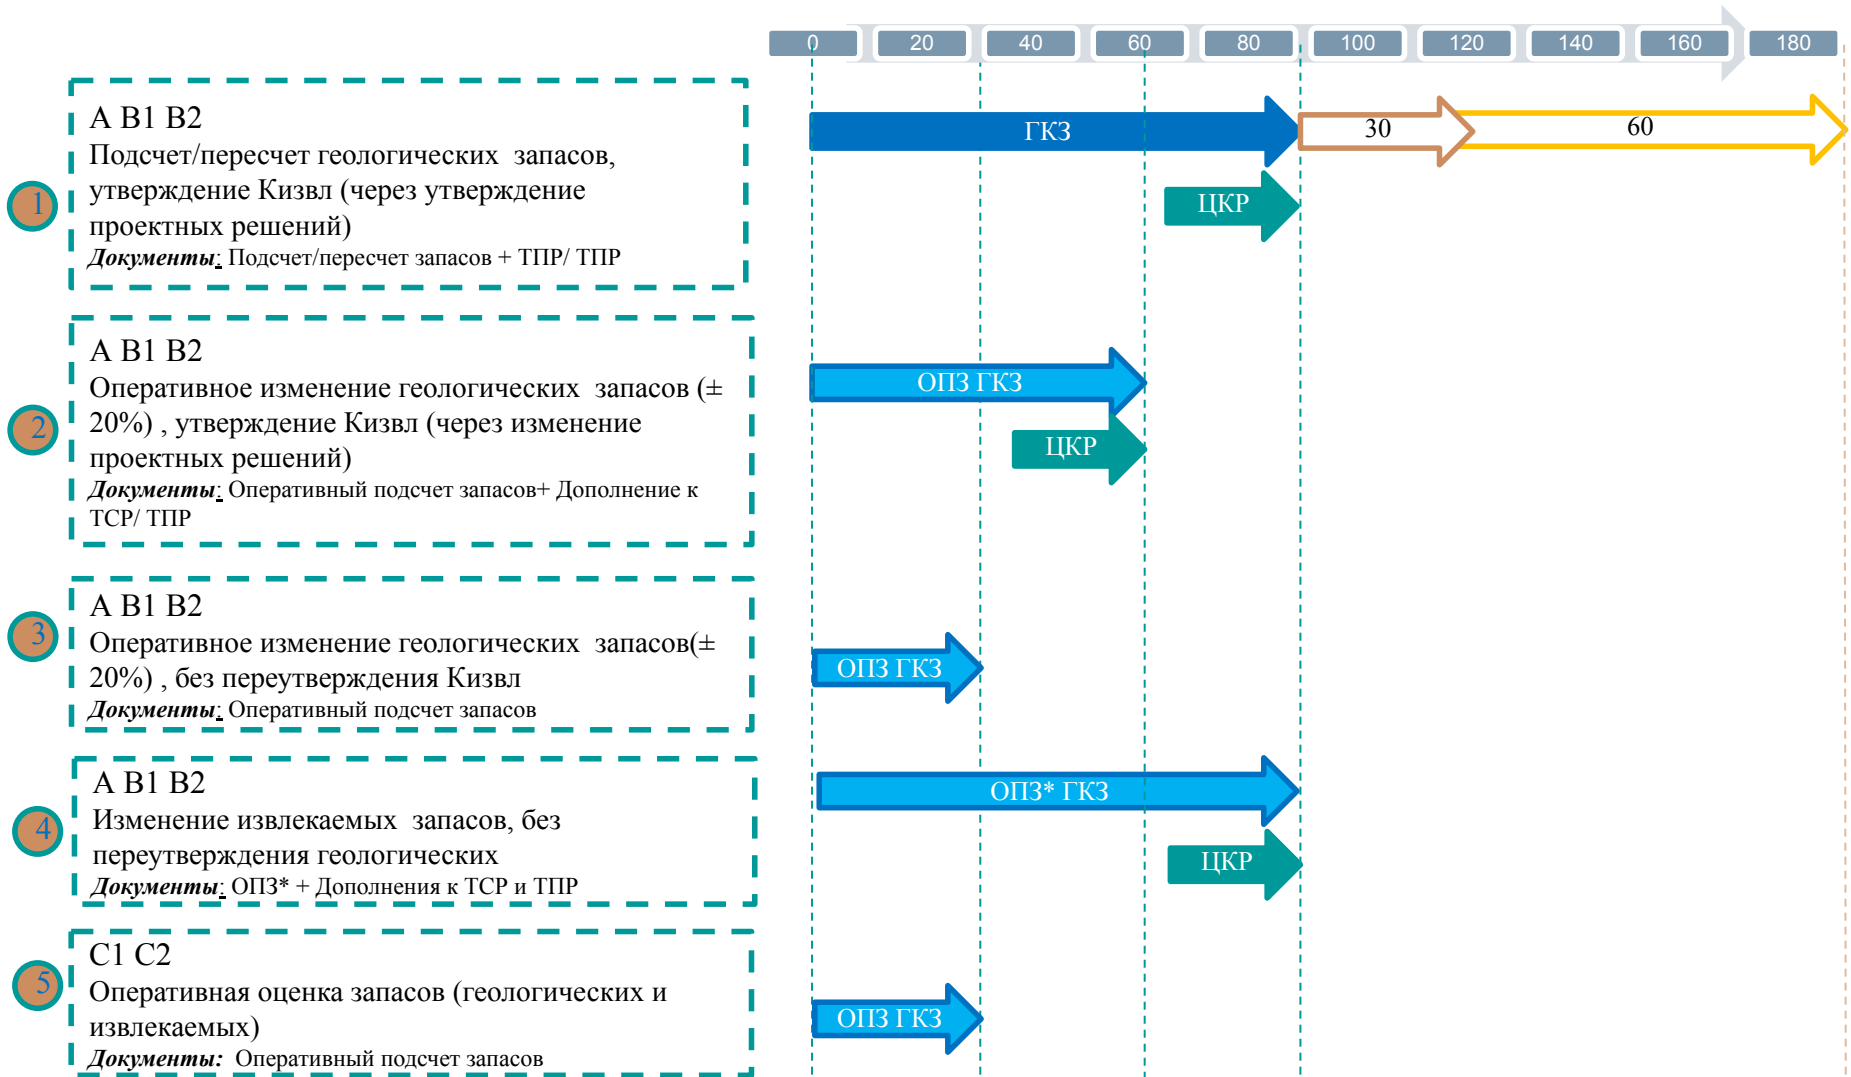 0 20 40 60 80 100 120 140 160 180
А В1 В2
Подсчет/пересчет геологических запасов,
утверждение Кизвл (через утверждение
проектных решений)
Документы: Подсчет/пересчет запасов + ТПР/ ТПР
1
ГКЗ
30
60
ЦКР
А В1 В2
Оперативное изменение геологических запасов (±
20%) , утверждение Кизвл (через изменение
проектных решений)
Документы: Оперативный подсчет запасов+ Дополнение к
ТСР/ ТПР
2
ОПЗ ГКЗ
ЦКР
А В1 В2
Оперативное изменение геологических запасов(±
20%) , без переутверждения Кизвл
Документы: Оперативный подсчет запасов
3
ОПЗ ГКЗ
А В1 В2
Изменение извлекаемых запасов, без
переутверждения геологических
Документы: ОПЗ* + Дополнения к ТСР и ТПР
4
ОПЗ* ГКЗ
ЦКР
С1 С2
Оперативная оценка запасов (геологических и
извлекаемых)
Документы: Оперативный подсчет запасов
5
ОПЗ ГКЗ